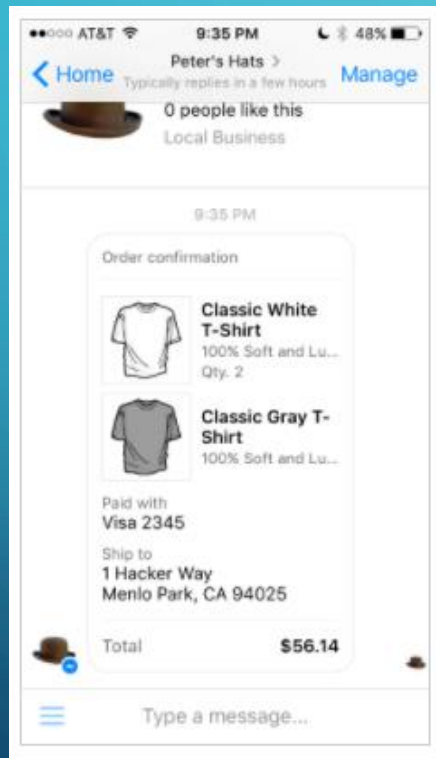 AT&T 9:35 PM 48%
Home Peter's Hats > Manage
Typically replies in a few hours
0 people like this
Local Business
9:35 PM
Order confirmation
Classic White
T-Shirt
100% Soft and Lu...
Qty. 2
Classic Gray T-
Shirt
100% Soft and Lu...
Paid with
Visa 2345
Ship to
1 Hacker Way
Menlo Park, CA 94025
Total $56.14
Type a message...